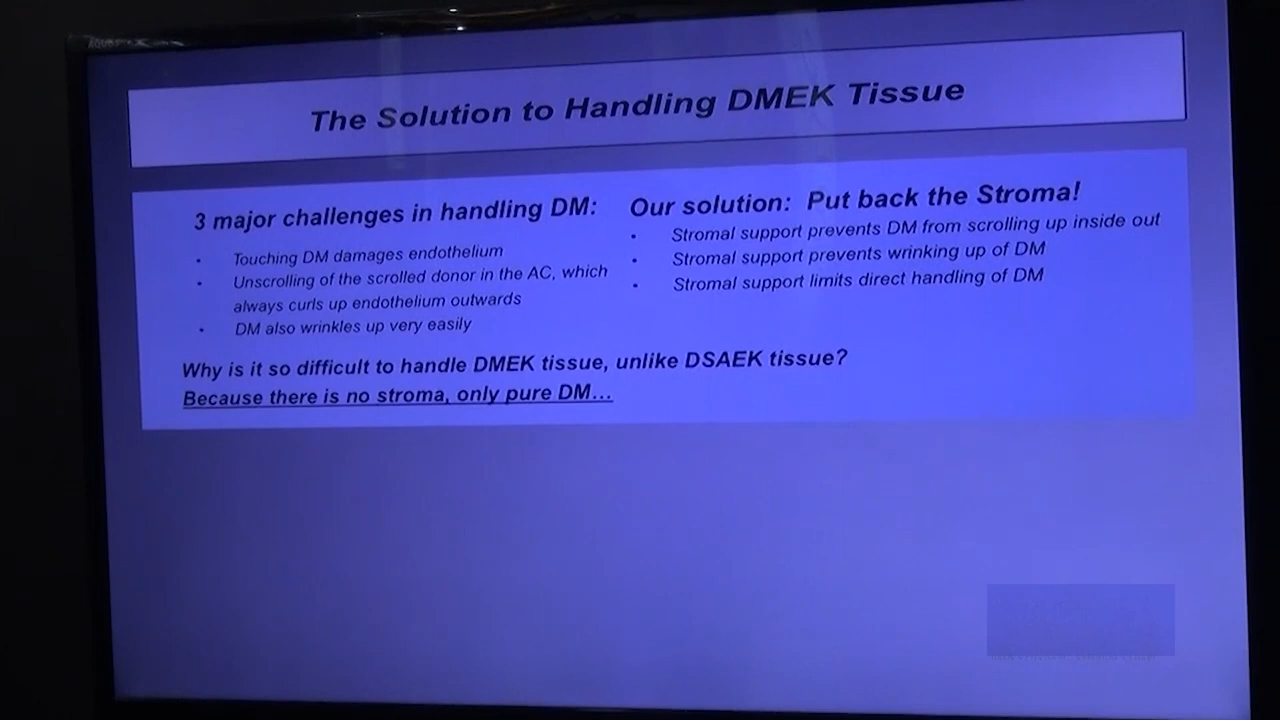 The Solution to Handling DMEK Tissue
3 major challenges in handling DM:
• Touching DM damages endothelium
• Unscrolling of the scrolled donor in the AC, which
always curls up endothelium outwards
• DM also wrinkles up very easily
Our solution: Put back the Stroma!
• Stromal support prevents DM from scrolling up inside out
• Stromal support prevents wrinking up of DM
• Stromal support limits direct handling of DM
Why is it so difficult to handle DMEK tissue, unlike DSAEK tissue?
Because there is no stroma, only pure DM...